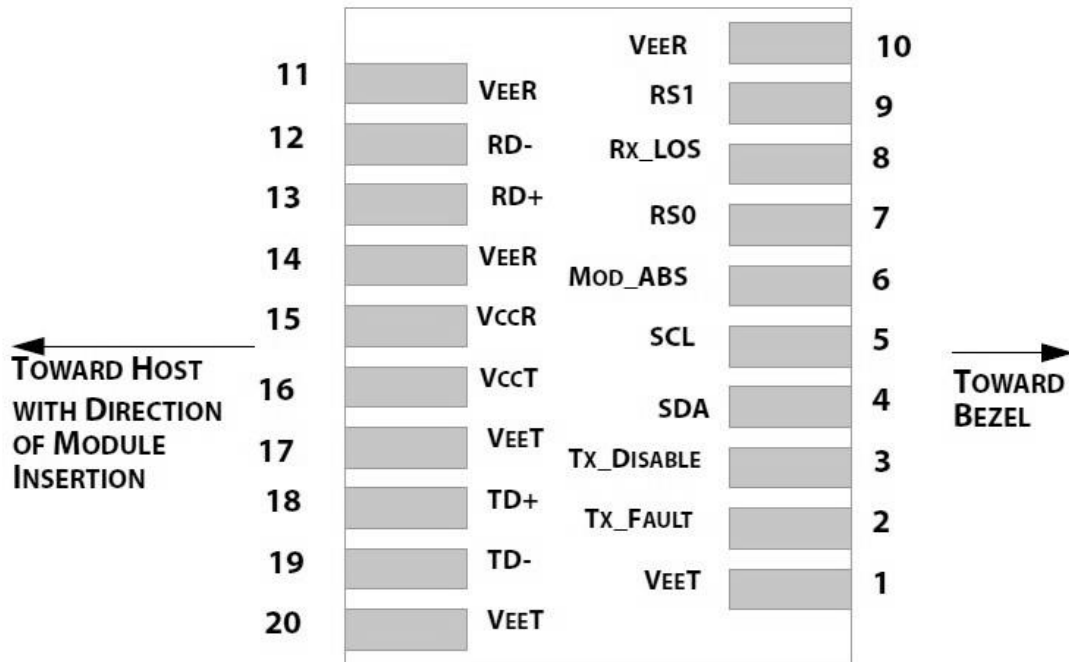 11 VEER
12 RD-
13 RD+
14 VEER
15 VCCR
16 VCCT
17 VEET
18 TD+
19 TD-
20 VEET
VEER 10
RS1 9
RX_LOS 8
RS0 7
MOD_ABS 6
SCL 5
SDA 4
TX_DISABLE 3
TX_FAULT 2
VEET 1
TOWARD HOST
WITH DIRECTION
OF MODULE
INSERTION
TOWARD
BEZEL